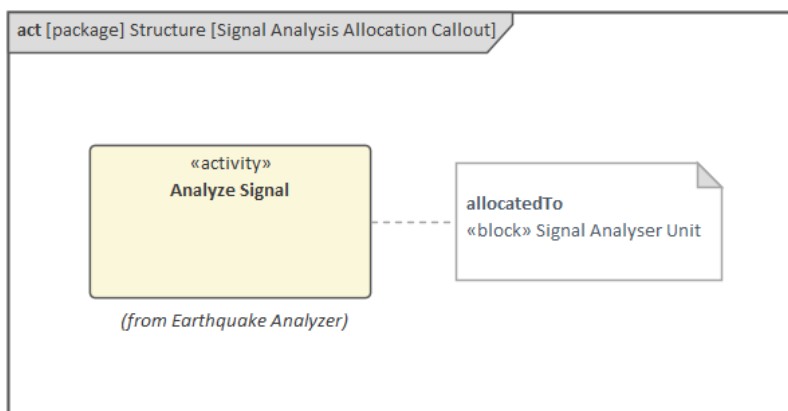 act [package] Structure [Signal Analysis Allocation Callout]
«activity»
Analyze Signal
(from Earthquake Analyzer)
allocatedTo
«block» Signal Analyser Unit